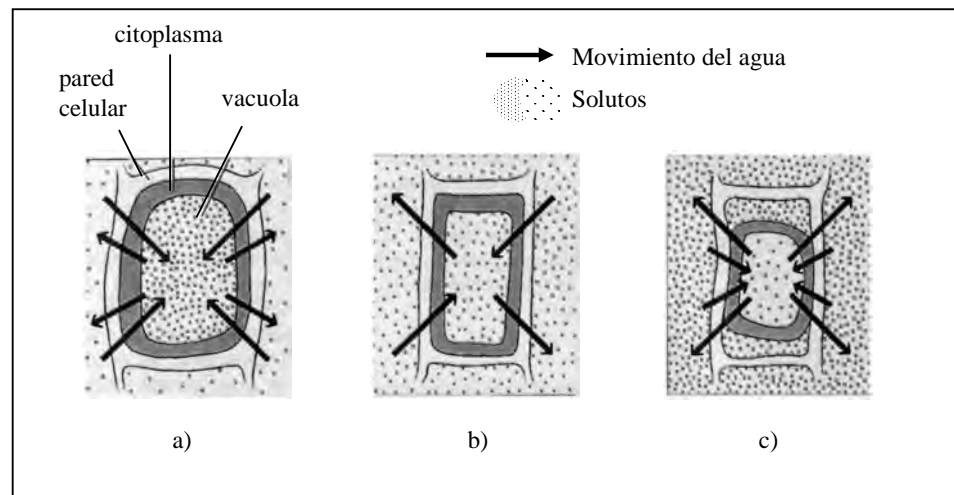 citoplasma
pared
celular
vacuola
Movimiento del agua
Solutos
a)
b)
c)